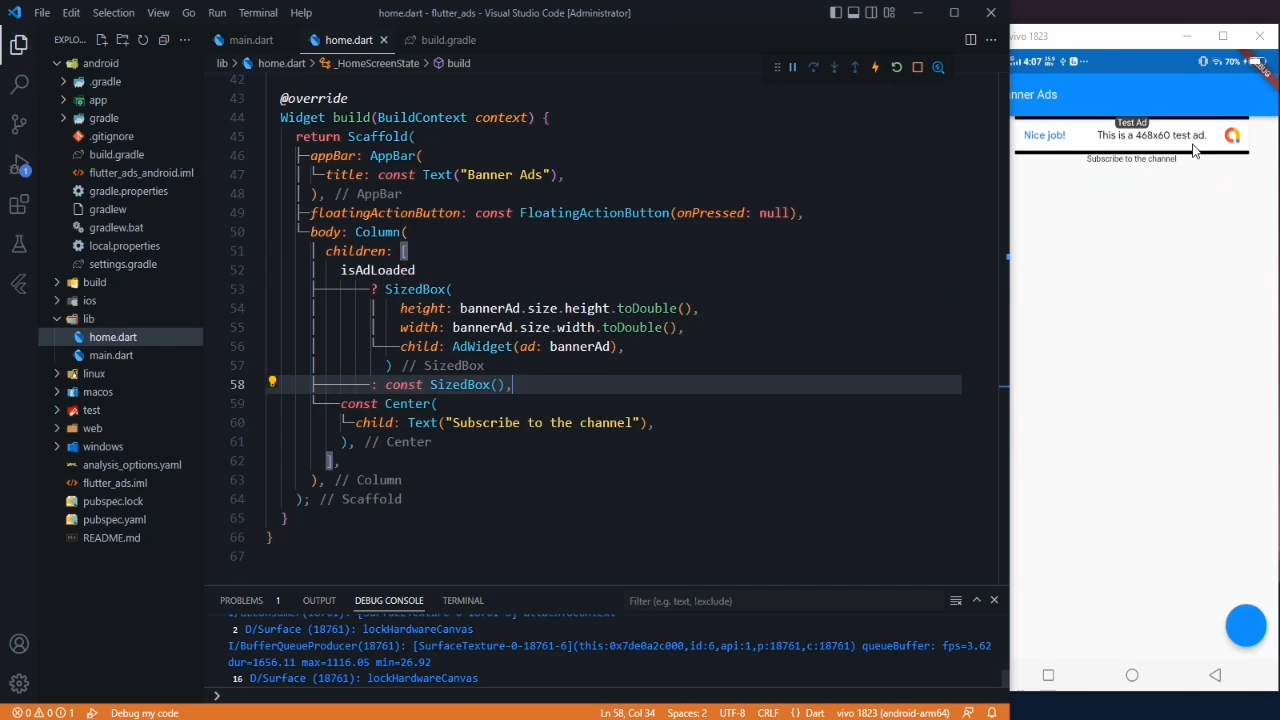 File Edit Selection View Go Run Terminal Help
home.dart - flutter_ads - Visual Studio Code [Administrator]
EXPLO...
android
.gradle
app
gradle
.gitignore
build.gradle
flutter_ads_android.iml
gradle.properties
gradlew
gradlew.bat
local.properties
settings.gradle
build
ios
lib
home.dart
main.dart
linux
macos
test
web
windows
analysis_options.yaml
flutter_ads.iml
pubspec.lock
pubspec.yaml
README.md
1
main.dart home.dart build.gradle
lib > home.dart > _HomeScreenState > build
42
43 @override
44 Widget build(BuildContext context) {
45 return Scaffold(
46 appBar: AppBar(
47 title: const Text("Banner Ads"),
48 ), // AppBar
49 floatingActionButton: const FloatingActionButton(onPressed: null),
50 body: Column(
51 children: [
52 isAdLoaded
53 ? SizedBox(
54 height: bannerAd.size.height.toDouble(),
55 width: bannerAd.size.width.toDouble(),
56 child: AdWidget(ad: bannerAd),
57 ) // SizedBox
58 : const SizedBox(),
59 const Center(
60 child: Text("Subscribe to the channel"),
61 ), // Center
62 ],
63 ), // Column
64 ); // Scaffold
65 }
66 }
67
PROBLEMS 1 OUTPUT DEBUG CONSOLE TERMINAL
Filter (e.g. text, !exclude)
2 D/Surface (18761): lockHardwareCanvas
I/BufferQueueProducer(18761): [SurfaceTexture-0-18761-6](this:0x7de0a2c000,id:6,api:1,p:18761,c:18761) queueBuffer: fps=3.62
dur=1656.11 max=1116.05 min=26.92
16 D/Surface (18761): lockHardwareCanvas
0 0 1 Debug my code
Ln 58, Col 34 Spaces: 2 UTF-8 CRLF {} Dart vivo 1823 (android-arm64)
vivo 1823
4:07
70%
nner Ads
Test Ad
Nice job! This is a 468x60 test ad.
Subscribe to the channel